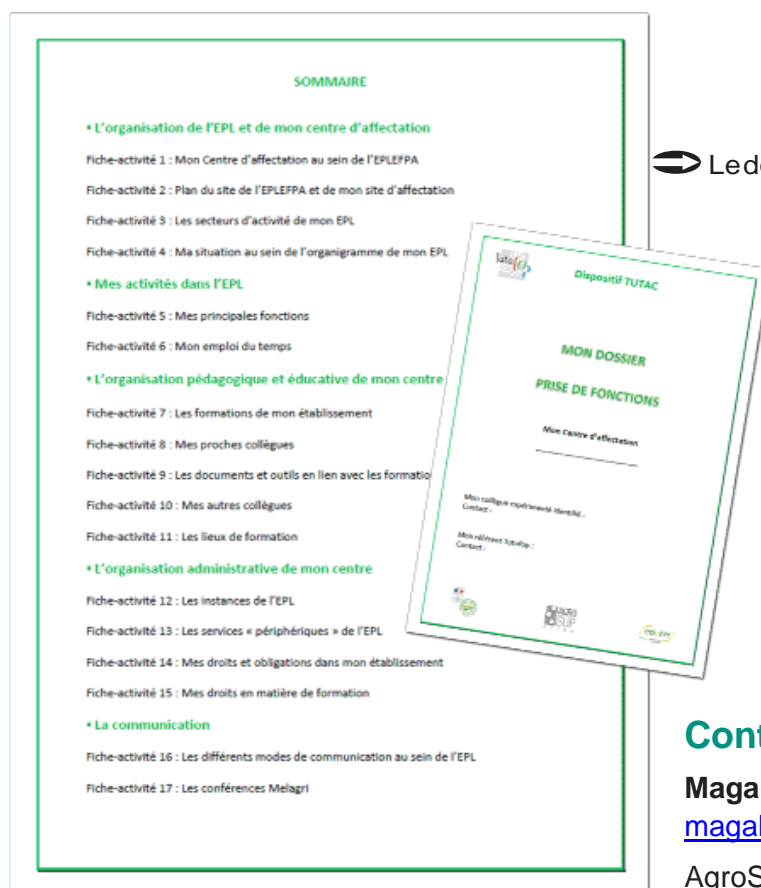 SOMMAIRE
• L'organisation de l'EPL et de mon centre d'affectation
Fiche-activité 1 : Mon Centre d'affectation au sein de l'EPLEFPA
Fiche-activité 2 : Plan du site de l'EPLEFPA et de mon site d'affectation
Fiche-activité 3 : Les secteurs d'activité de mon EPL
Fiche-activité 4 : Ma situation au sein de l'organigramme de mon EPL
• Mes activités dans l'EPL
Fiche-activité 5 : Mes principales fonctions
Fiche-activité 6 : Mon emploi du temps
• L'organisation pédagogique et éducative de mon centre
Fiche-activité 7 : Les formations de mon établissement
Fiche-activité 8 : Mes proches collègues
Fiche-activité 9 : Les documents et outils en lien avec les formatio
Fiche-activité 10 : Mes autres collègues
Fiche-activité 11 : Les lieux de formation
• L'organisation administrative de mon centre
Fiche-activité 12 : Les instances de l'EPL
Fiche-activité 13 : Les services « périphériques » de l'EPL
Fiche-activité 14 : Mes droits et obligations dans mon établissement
Fiche-activité 15 : Mes droits en matière de formation
• La communication
Fiche-activité 16 : Les différents modes de communication au sein de l'EPL
Fiche-activité 17 : Les conférences Melagri
Dispositif TUTAC
MON DOSSIER
PRISE DE FONCTIONS
Mon Centre d'affectation
Mon collègue expérimenté identifié :
Contact :
Mon référent :
Contact :
AGRO
SUP
Le
Cont
Maga
magal
AgroS